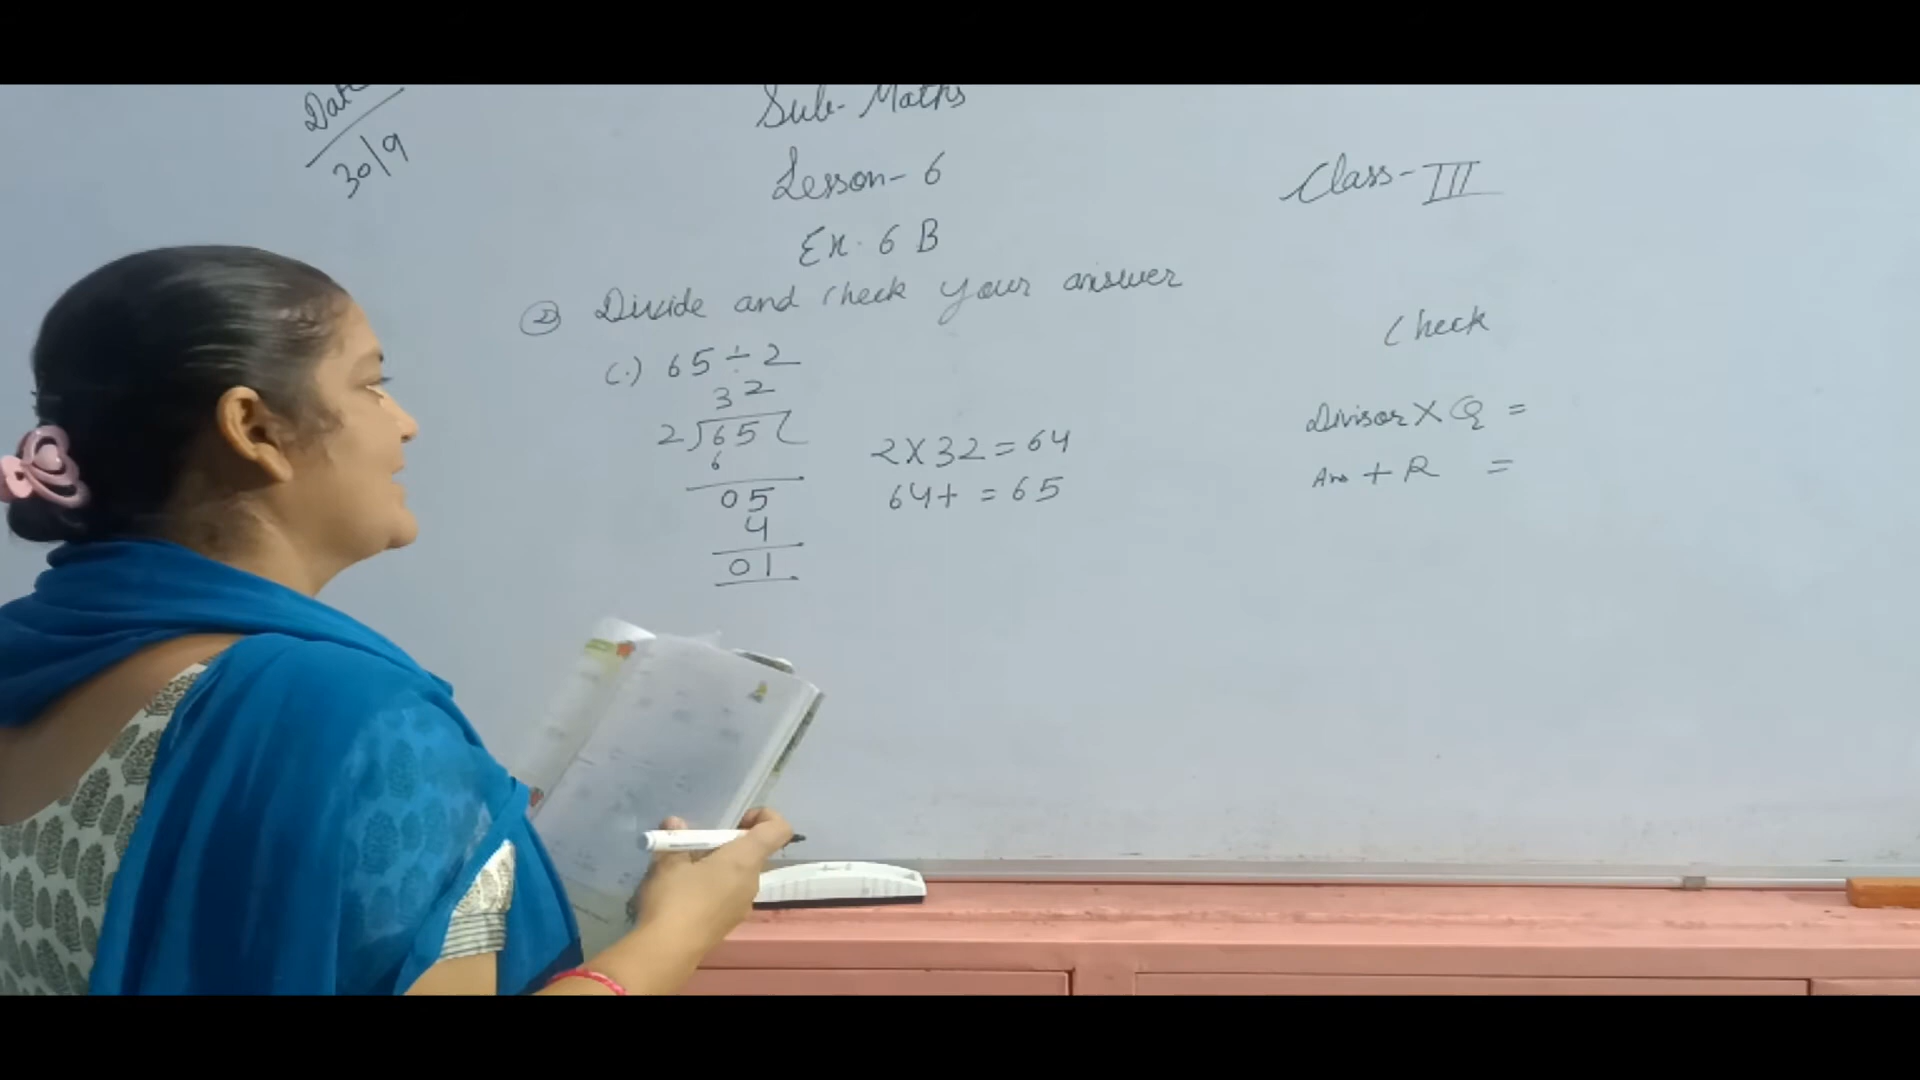 Date
30/9
Sub- Maths
Lesson- 6
Class- III
Ex. 6 B
② Divide and check your answer
(.) 65 ÷ 2
32
2)65(
6
05
4
01
2X32=64
64+ =65
Check
Divisor X Q =
Ans + R =